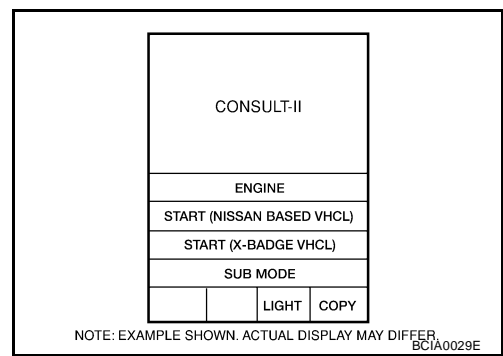 CONSULT-II
ENGINE
START (NISSAN BASED VHCL)
START (X-BADGE VHCL)
SUB MODE
LIGHT COPY
NOTE: EXAMPLE SHOWN. ACTUAL DISPLAY MAY DIFFER.
BCIA0029E